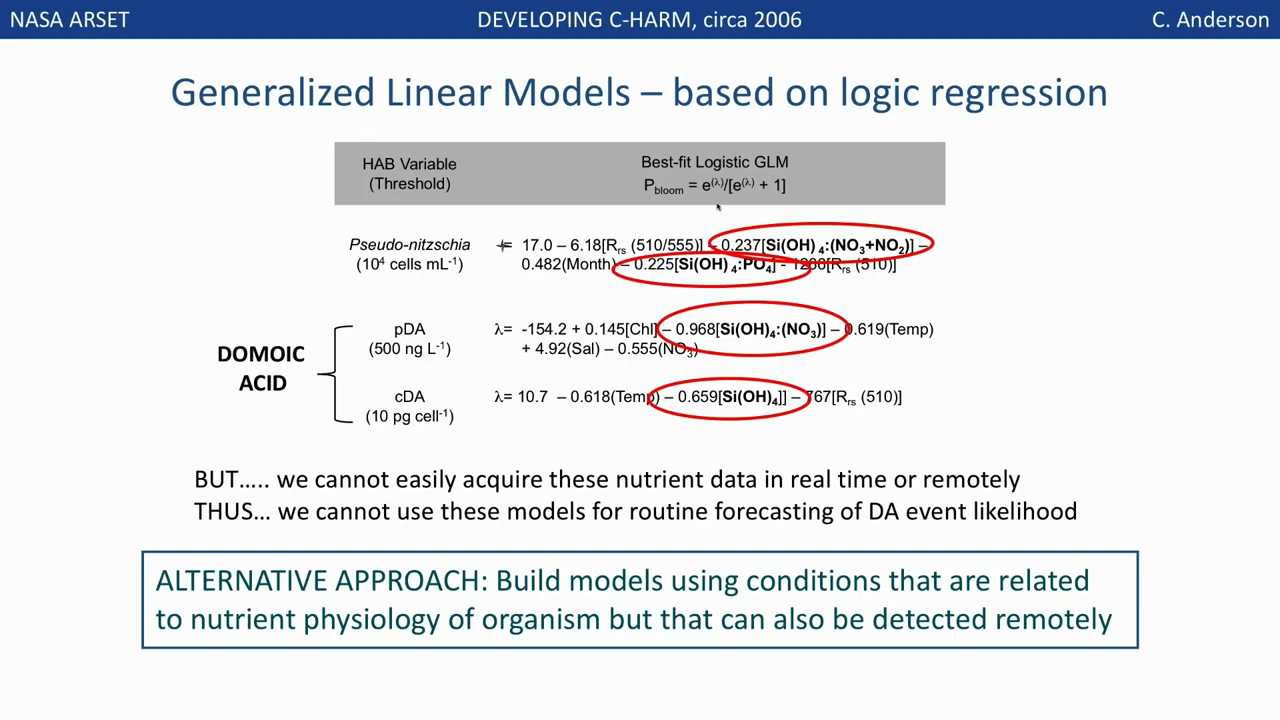 NASA ARSET DEVELOPING C-HARM, circa 2006 C. Anderson
Generalized Linear Models – based on logic regression
HAB Variable Best-fit Logistic GLM
(Threshold) Pbloom = e(λ)/[e(λ) + 1]
Pseudo-nitzschia = 17.0 – 6.18[Rrs (510/555)] – 0.237[Si(OH)4:(NO3+NO2)] –
(10⁴ cells mL⁻¹) 0.482(Month) – 0.225[Si(OH)4:PO4] - 1286[Rrs (510)]
pDA λ= -154.2 + 0.145[Chl] – 0.968[Si(OH)4:(NO3)] – 0.619(Temp)
(500 ng L⁻¹) + 4.92(Sal) – 0.555(NO3)
DOMOIC
ACID
cDA λ= 10.7 – 0.618(Temp) – 0.659[Si(OH)4]] – 767[Rrs (510)]
(10 pg cell⁻¹)
BUT….. we cannot easily acquire these nutrient data in real time or remotely
THUS… we cannot use these models for routine forecasting of DA event likelihood
ALTERNATIVE APPROACH: Build models using conditions that are related
to nutrient physiology of organism but that can also be detected remotely